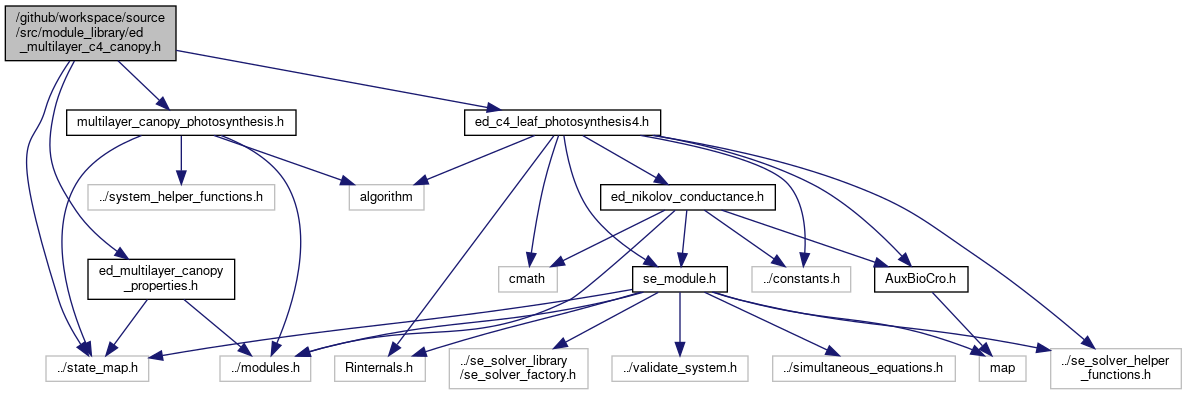 /github/workspace/source
/src/module_library/ed
_multilayer_c4_canopy.h
multilayer_canopy_photosynthesis.h
ed_c4_leaf_photosynthesis4.h
../system_helper_functions.h
algorithm
ed_nikolov_conductance.h
ed_multilayer_canopy
_properties.h
cmath
se_module.h
../constants.h
AuxBioCro.h
../state_map.h
../modules.h
Rinternals.h
../se_solver_library
/se_solver_factory.h
../validate_system.h
../simultaneous_equations.h
map
../se_solver_helper
_functions.h